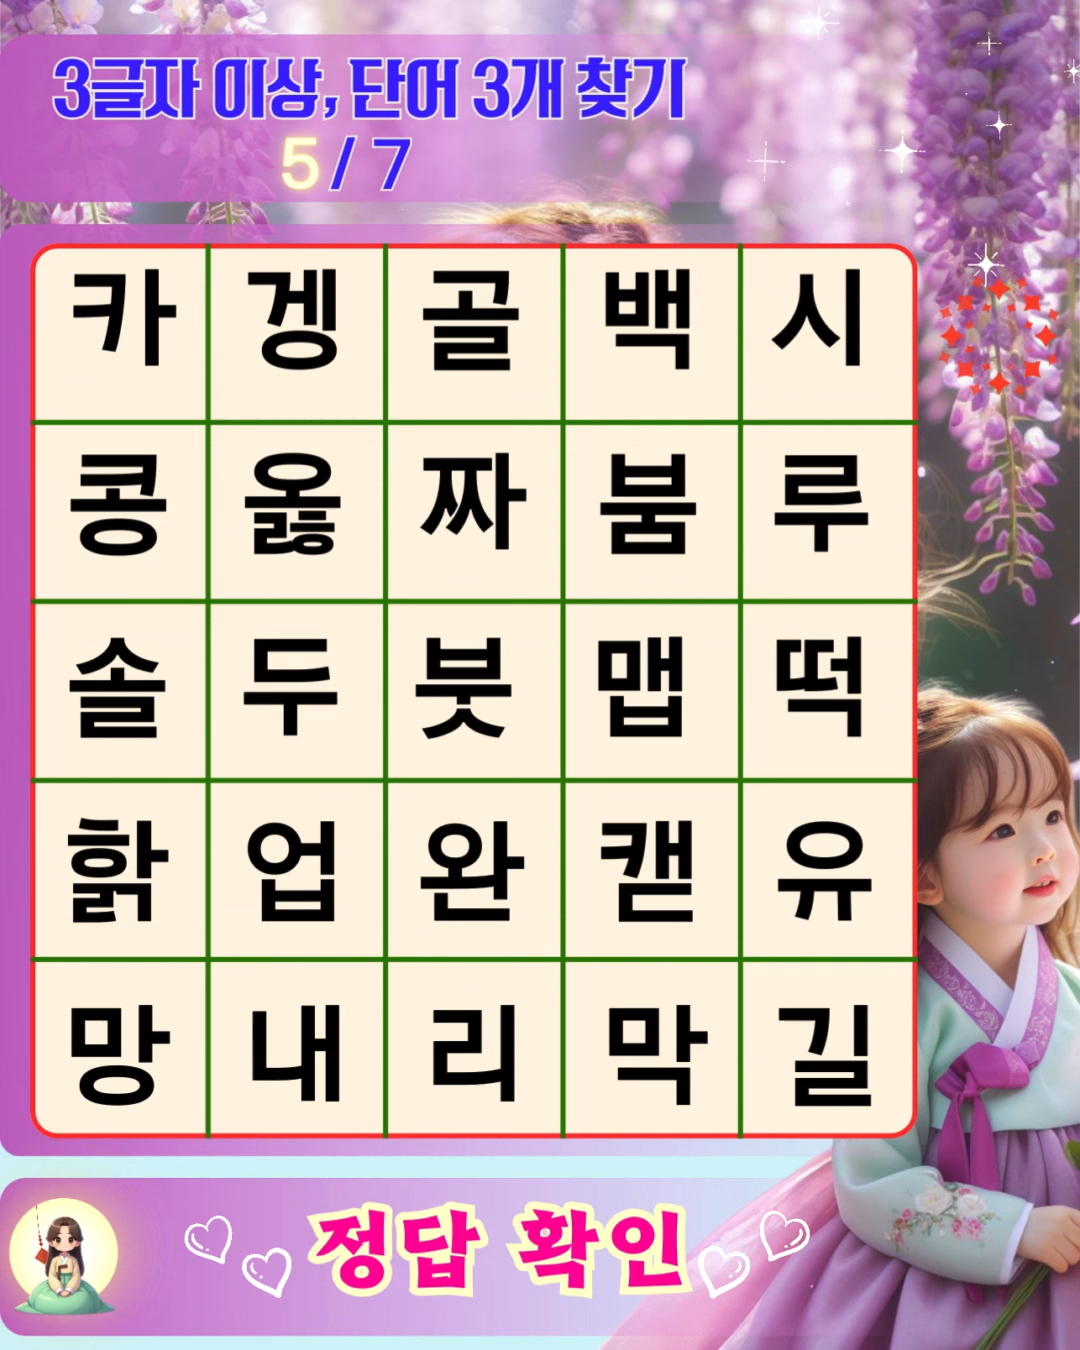 3글자 이상, 단어 3개 찾기
5 / 7
카 겡 골 백 시
콩 옳 짜 붐 루
솔 두 붓 맵 떡
핡 업 완 캗 유
망 내 리 막 길
정답 확인